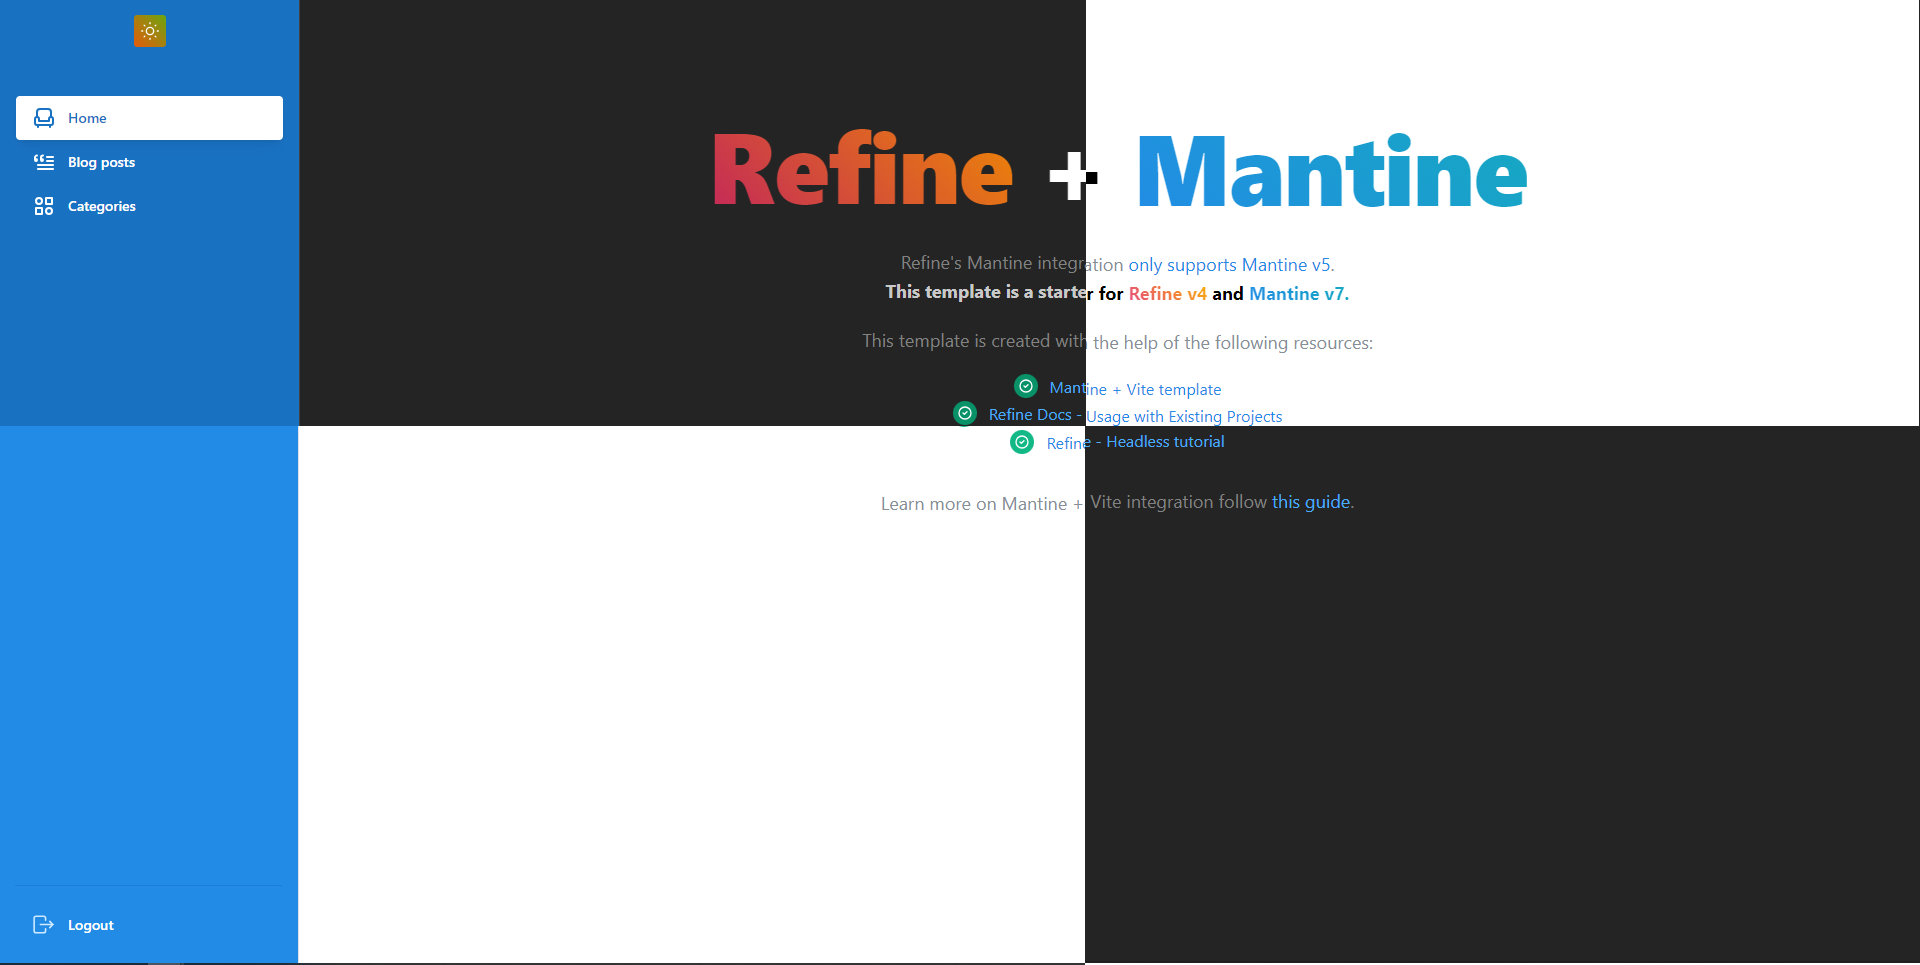 Home
Blog posts
Categories
Refine + Mantine
Refine's Mantine integration only supports Mantine v5.
This template is a starter for Refine v4 and Mantine v7.
This template is created with the help of the following resources:
Mantine + Vite template
Refine Docs - Usage with Existing Projects
Refine - Headless tutorial
Learn more on Mantine + Vite integration follow this guide.
Logout